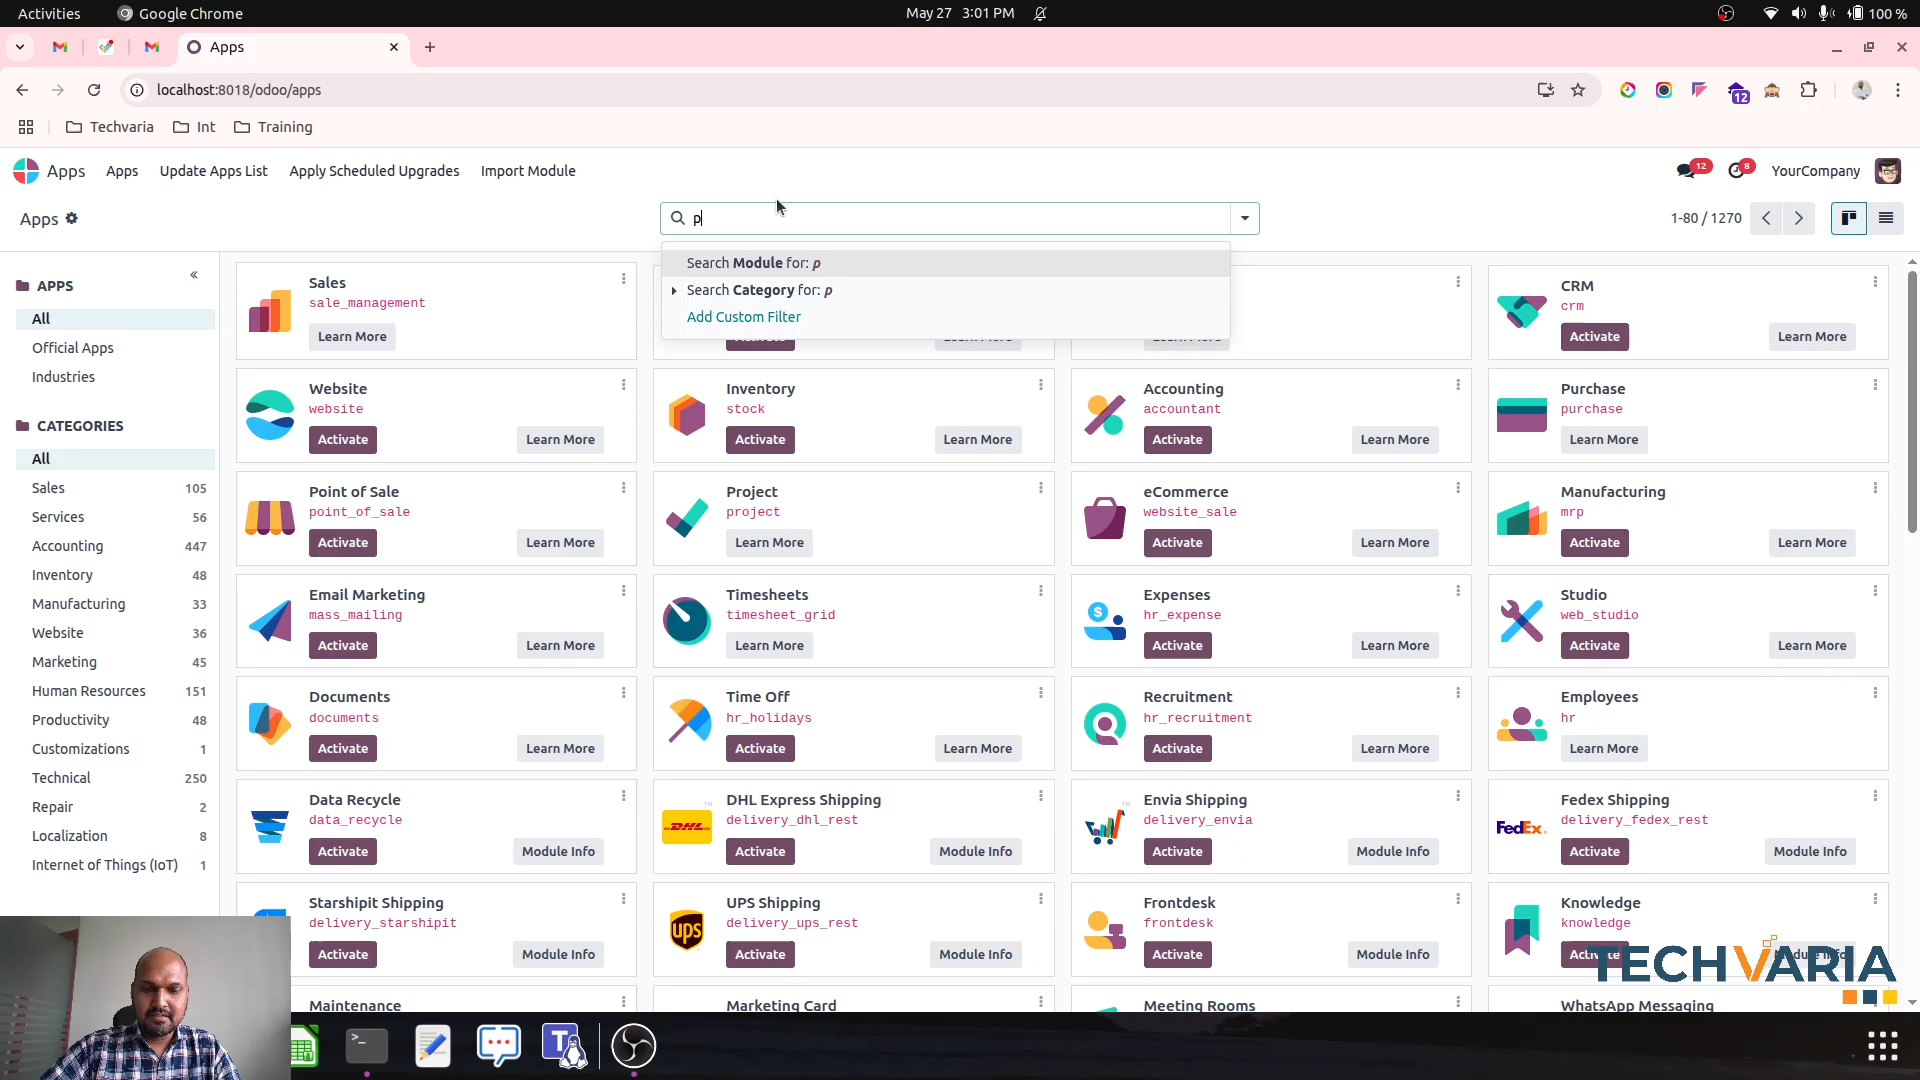 Activities
Google Chrome
May 27 3:01 PM
100 %
Apps
localhost:8018/odoo/apps
12
Techvaria
Int
Training
Apps
Apps
Update Apps List
Apply Scheduled Upgrades
Import Module
12
8
YourCompany
Apps
p
1-80 / 1270
Search Module for: p
Search Category for: p
Add Custom Filter
APPS
All
Official Apps
Industries
CATEGORIES
All
Sales 105
Services 56
Accounting 447
Inventory 48
Manufacturing 33
Website 36
Marketing 45
Human Resources 151
Productivity 48
Customizations 1
Technical 250
Repair 2
Localization 8
Internet of Things (IoT) 1
Sales
sale_management
Learn More
CRM
crm
Activate
Learn More
Website
website
Activate
Learn More
Inventory
stock
Activate
Learn More
Accounting
accountant
Activate
Learn More
Purchase
purchase
Learn More
Point of Sale
point_of_sale
Activate
Learn More
Project
project
Learn More
eCommerce
website_sale
Activate
Learn More
Manufacturing
mrp
Activate
Learn More
Email Marketing
mass_mailing
Activate
Learn More
Timesheets
timesheet_grid
Learn More
Expenses
hr_expense
Activate
Learn More
Studio
web_studio
Activate
Learn More
Documents
documents
Activate
Learn More
Time Off
hr_holidays
Activate
Learn More
Recruitment
hr_recruitment
Activate
Learn More
Employees
hr
Learn More
Data Recycle
data_recycle
Activate
Module Info
DHL
DHL Express Shipping
delivery_dhl_rest
Activate
Module Info
Envia Shipping
delivery_envia
Activate
Module Info
FedEx
Fedex Shipping
delivery_fedex_rest
Activate
Module Info
Starshipit Shipping
delivery_starshipit
Activate
Module Info
ups
UPS Shipping
delivery_ups_rest
Activate
Module Info
Frontdesk
frontdesk
Activate
Module Info
Knowledge
knowledge
TECHVARIA
Maintenance
Marketing Card
Meeting Rooms
WhatsApp Messaging